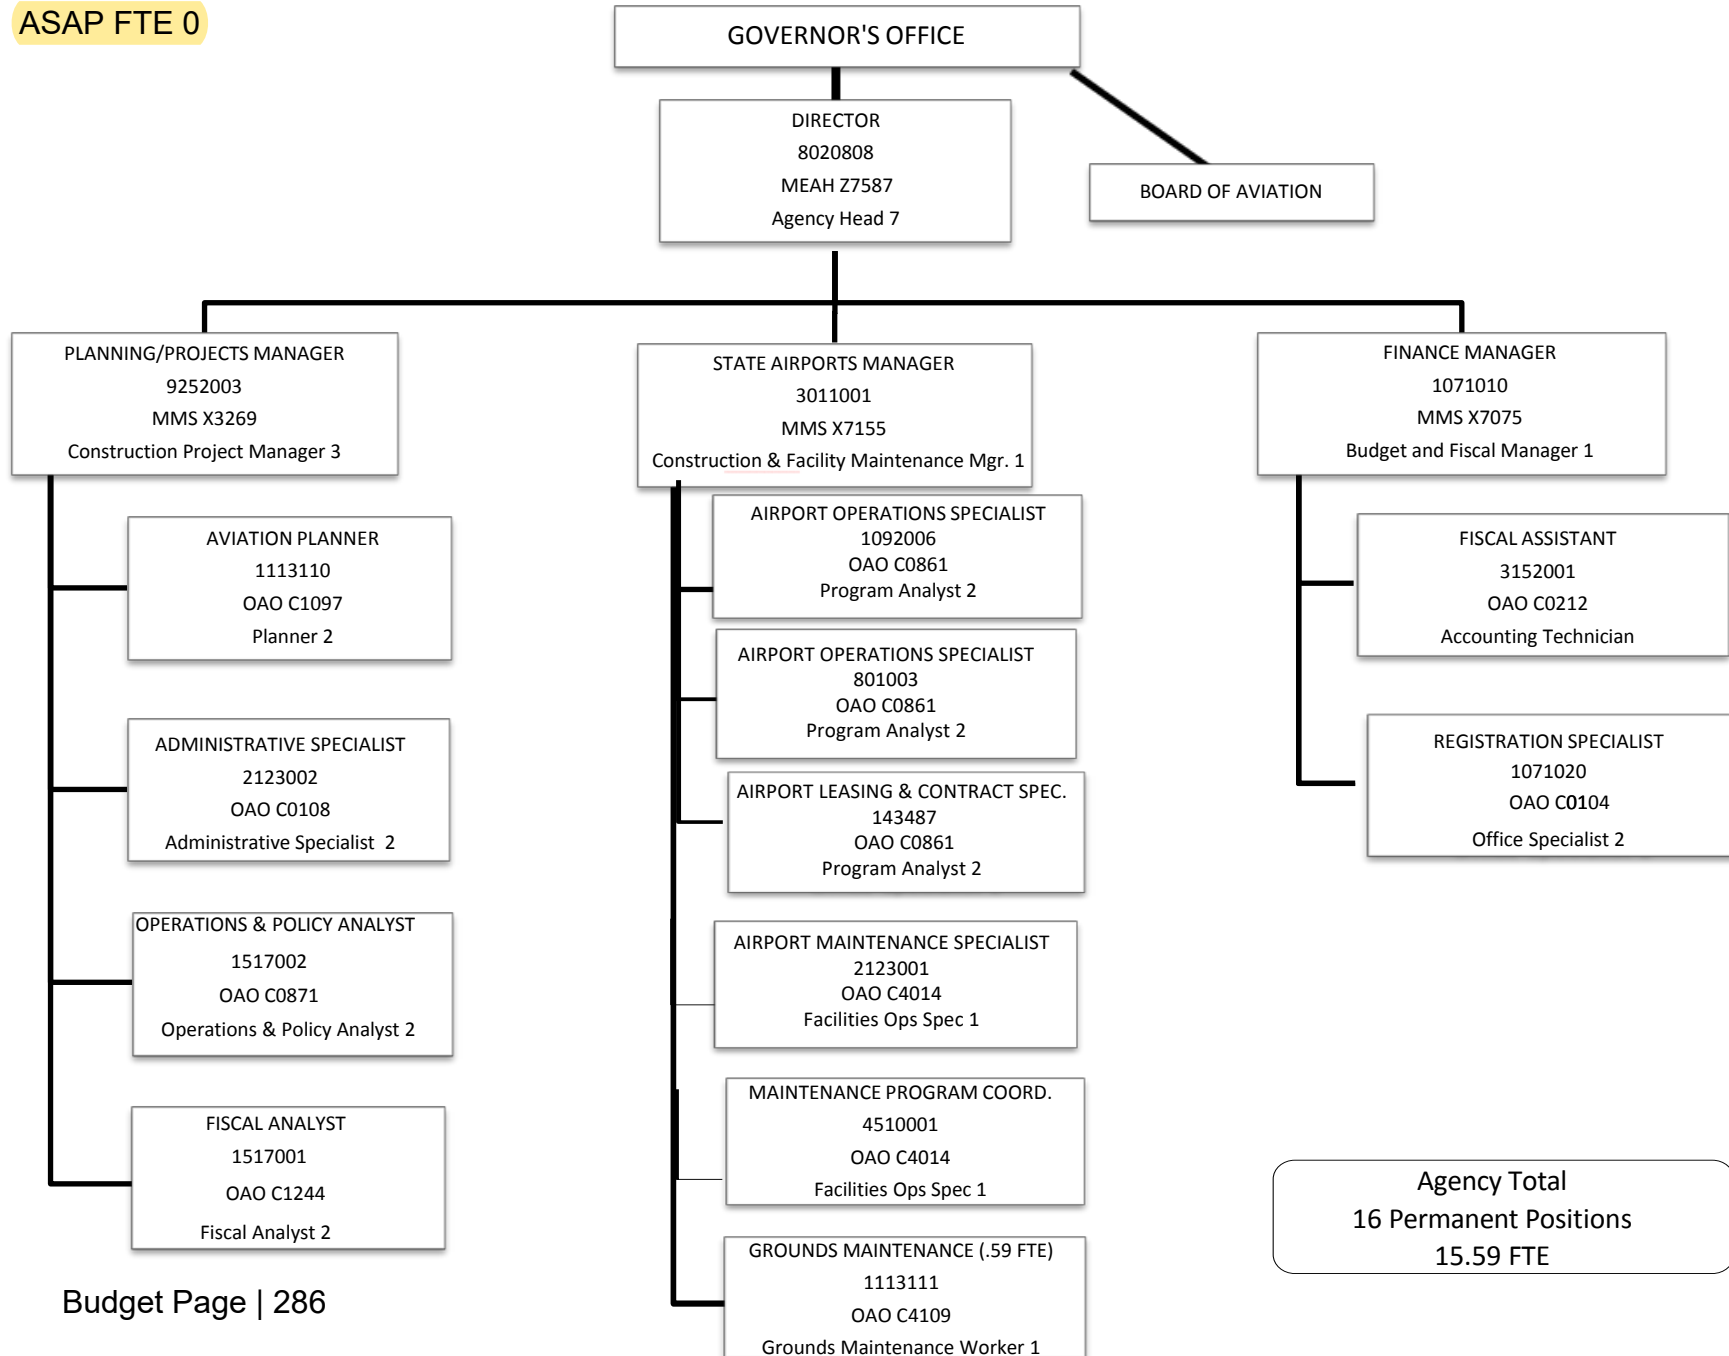 ASAP FTE 0
GOVERNOR'S OFFICE
DIRECTOR
8020808
MEAH Z7587
Agency Head 7
BOARD OF AVIATION
PLANNING/PROJECTS MANAGER
9252003
MMS X3269
Construction Project Manager 3
AVIATION PLANNER
1113110
OAO C1097
Planner 2
ADMINISTRATIVE SPECIALIST
2123002
OAO C0108
Administrative Specialist 2
OPERATIONS & POLICY ANALYST
1517002
OAO C0871
Operations & Policy Analyst 2
FISCAL ANALYST
1517001
OAO C1244
Fiscal Analyst 2
STATE AIRPORTS MANAGER
3011001
MMS X7155
Construction & Facility Maintenance Mgr. 1
AIRPORT OPERATIONS SPECIALIST
1092006
OAO C0861
Program Analyst 2
AIRPORT OPERATIONS SPECIALIST
801003
OAO C0861
Program Analyst 2
AIRPORT LEASING & CONTRACT SPEC.
143487
OAO C0861
Program Analyst 2
AIRPORT MAINTENANCE SPECIALIST
2123001
OAO C4014
Facilities Ops Spec 1
MAINTENANCE PROGRAM COORD.
4510001
OAO C4014
Facilities Ops Spec 1
GROUNDS MAINTENANCE (.59 FTE)
1113111
OAO C4109
Grounds Maintenance Worker 1
FINANCE MANAGER
1071010
MMS X7075
Budget and Fiscal Manager 1
FISCAL ASSISTANT
3152001
OAO C0212
Accounting Technician
REGISTRATION SPECIALIST
1071020
OAO C0104
Office Specialist 2
Agency Total
16 Permanent Positions
15.59 FTE
Budget Page | 286